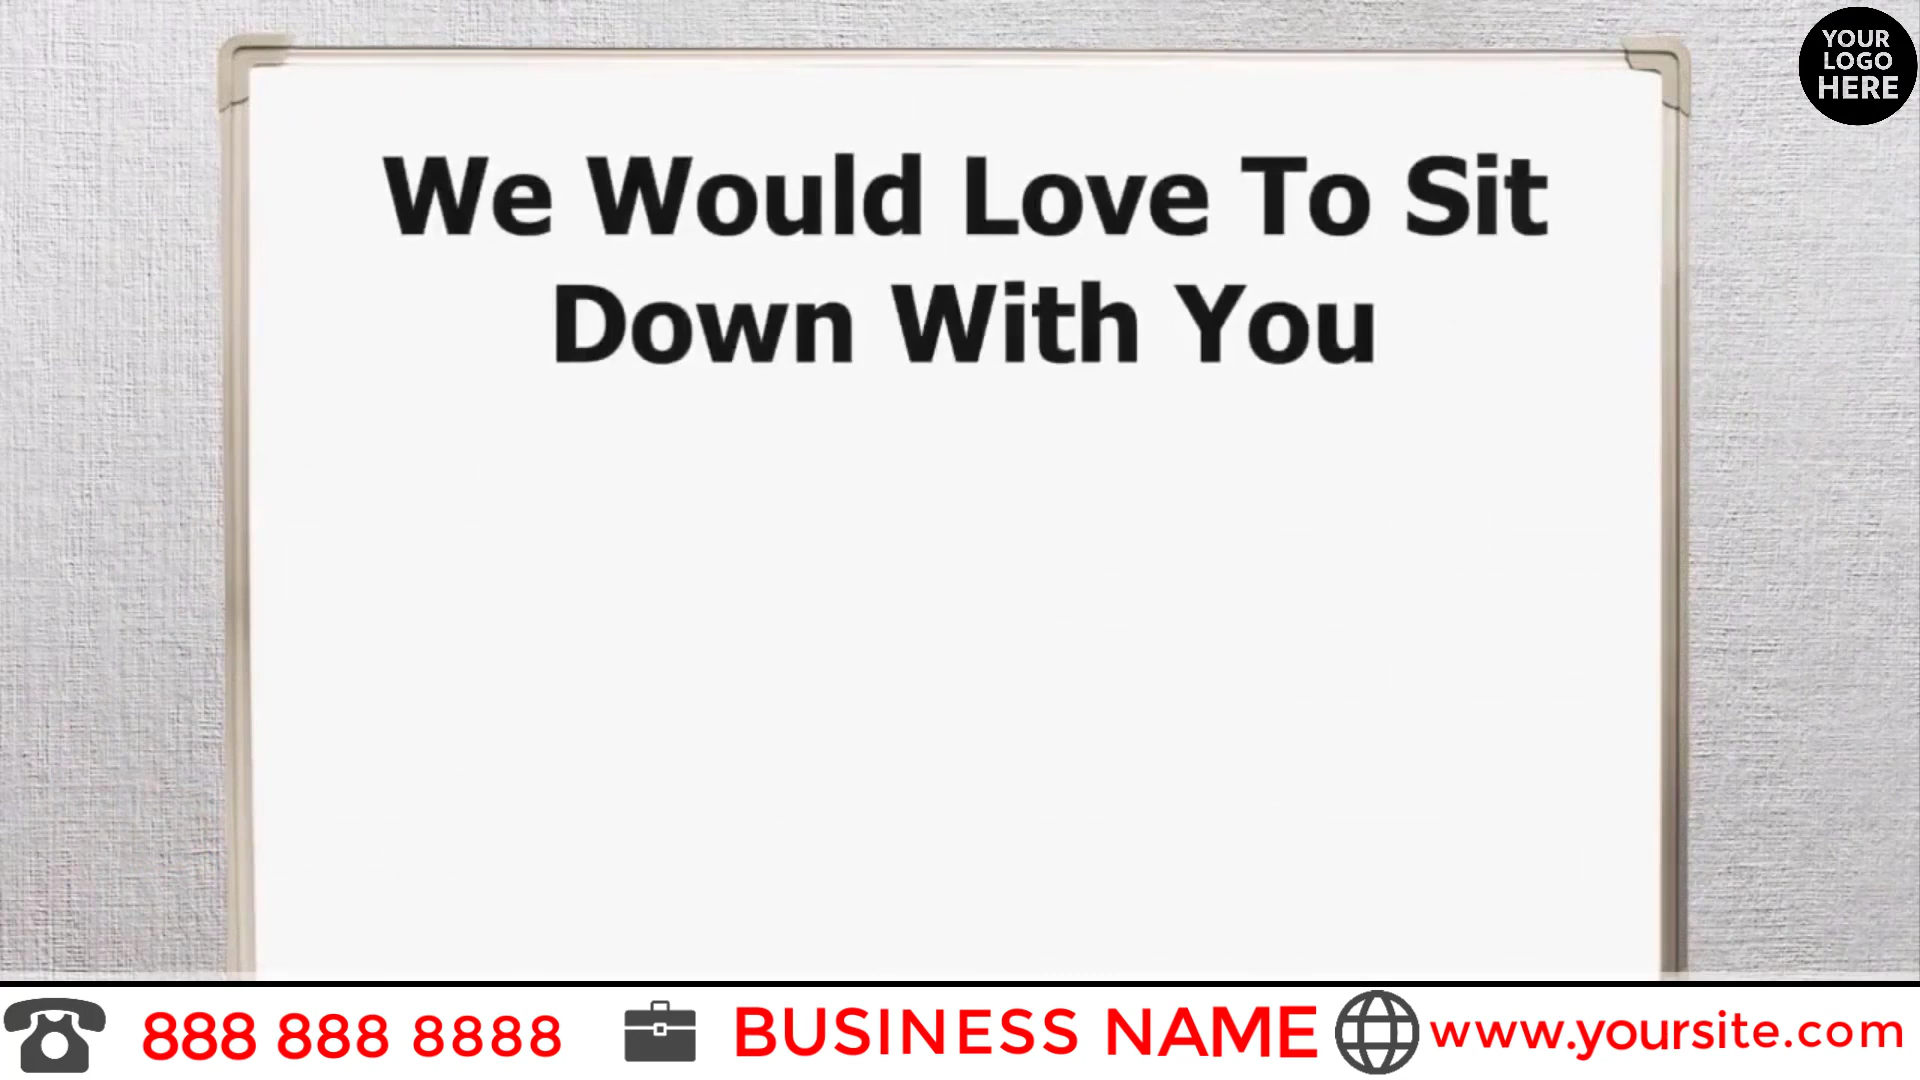 YOUR
LOGO
HERE
We Would Love To Sit
Down With You
888 888 8888
BUSINESS NAME
www.yoursite.com